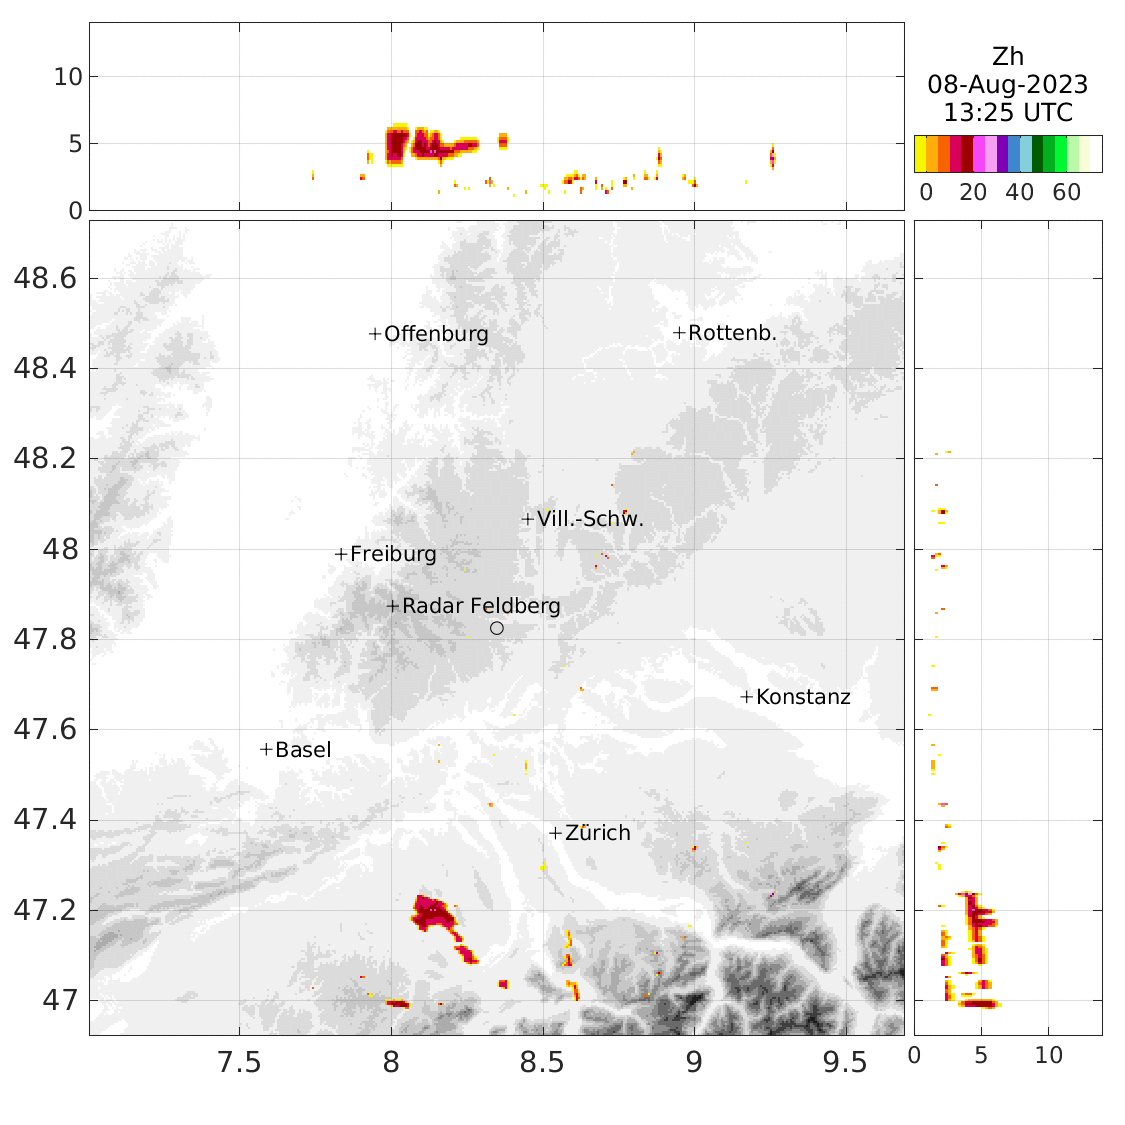 10
5
0
Zh
08-Aug-2023
13:25 UTC
0 20 40 60
48.6
48.4
48.2
48
47.8
47.6
47.4
47.2
47
Offenburg
Rottenb.
Vill.-Schw.
Freiburg
Radar Feldberg
Konstanz
Basel
Zürich
7.5 8 8.5 9 9.5
0 5 10